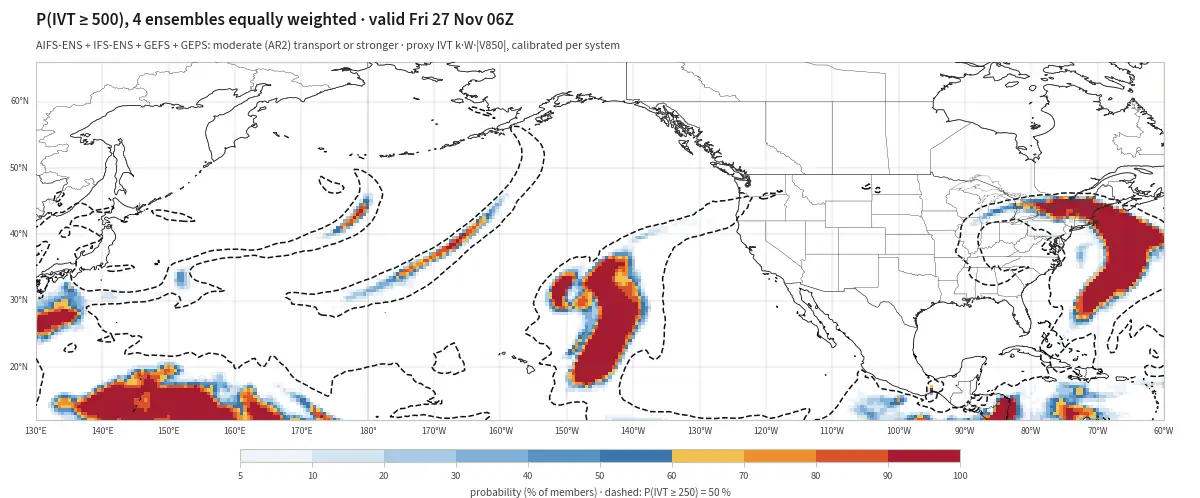 P(IVT ≥ 500), 4 ensembles equally weighted · valid Fri 27 Nov 06Z
AIFS-ENS + IFS-ENS + GEFS + GEPS: moderate (AR2) transport or stronger · proxy IVT k·W·|V850|, calibrated per system
60°N
50°N
40°N
30°N
20°N
130°E 140°E 150°E 160°E 170°E 180° 170°W 160°W 150°W 140°W 130°W 120°W 110°W 100°W 90°W 80°W 70°W 60°W
5 10 20 30 40 50 60 70 80 90 100
probability (% of members) · dashed: P(IVT ≥ 250) = 50 %